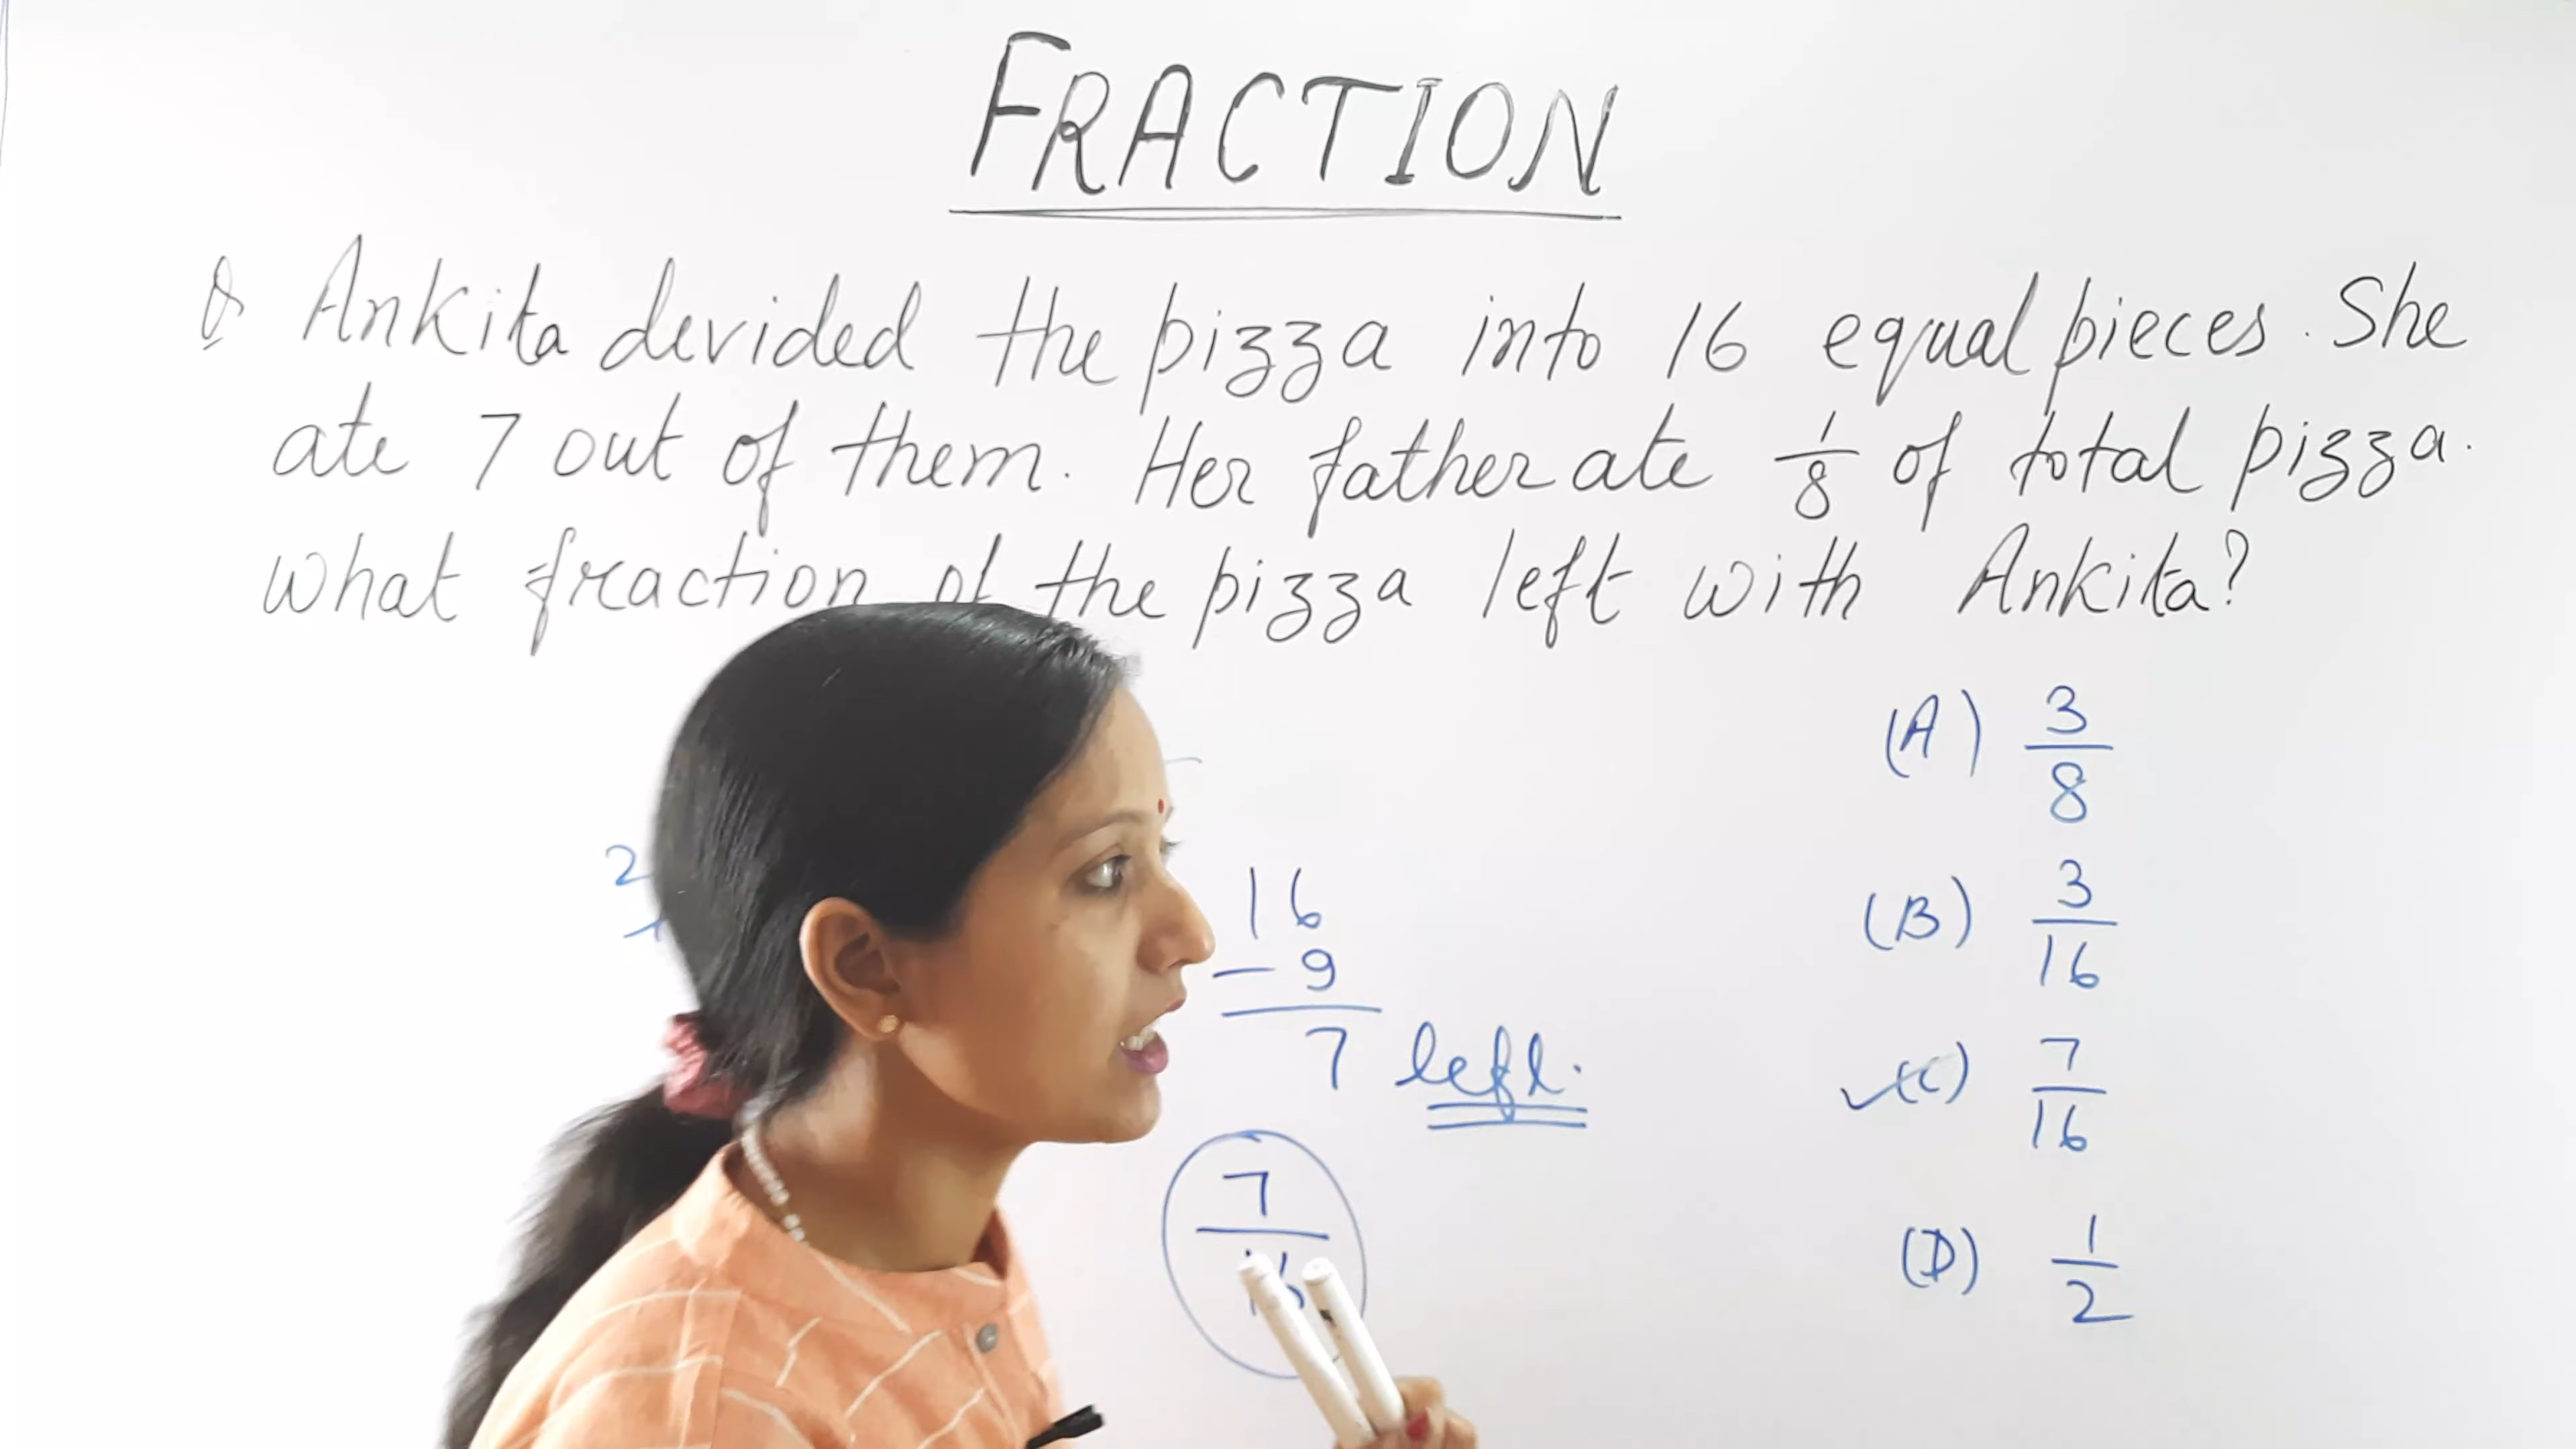 FRACTION
Q Ankita devided the pizza into 16 equal pieces. She
ate 7 out of them. Her father ate 1/8 of total pizza.
What fraction of the pizza left with Ankita?
(A) 3/8
2
16
(B) 3/16
- 9
7 left.
✓(C) 7/16
7/16
(D) 1/2